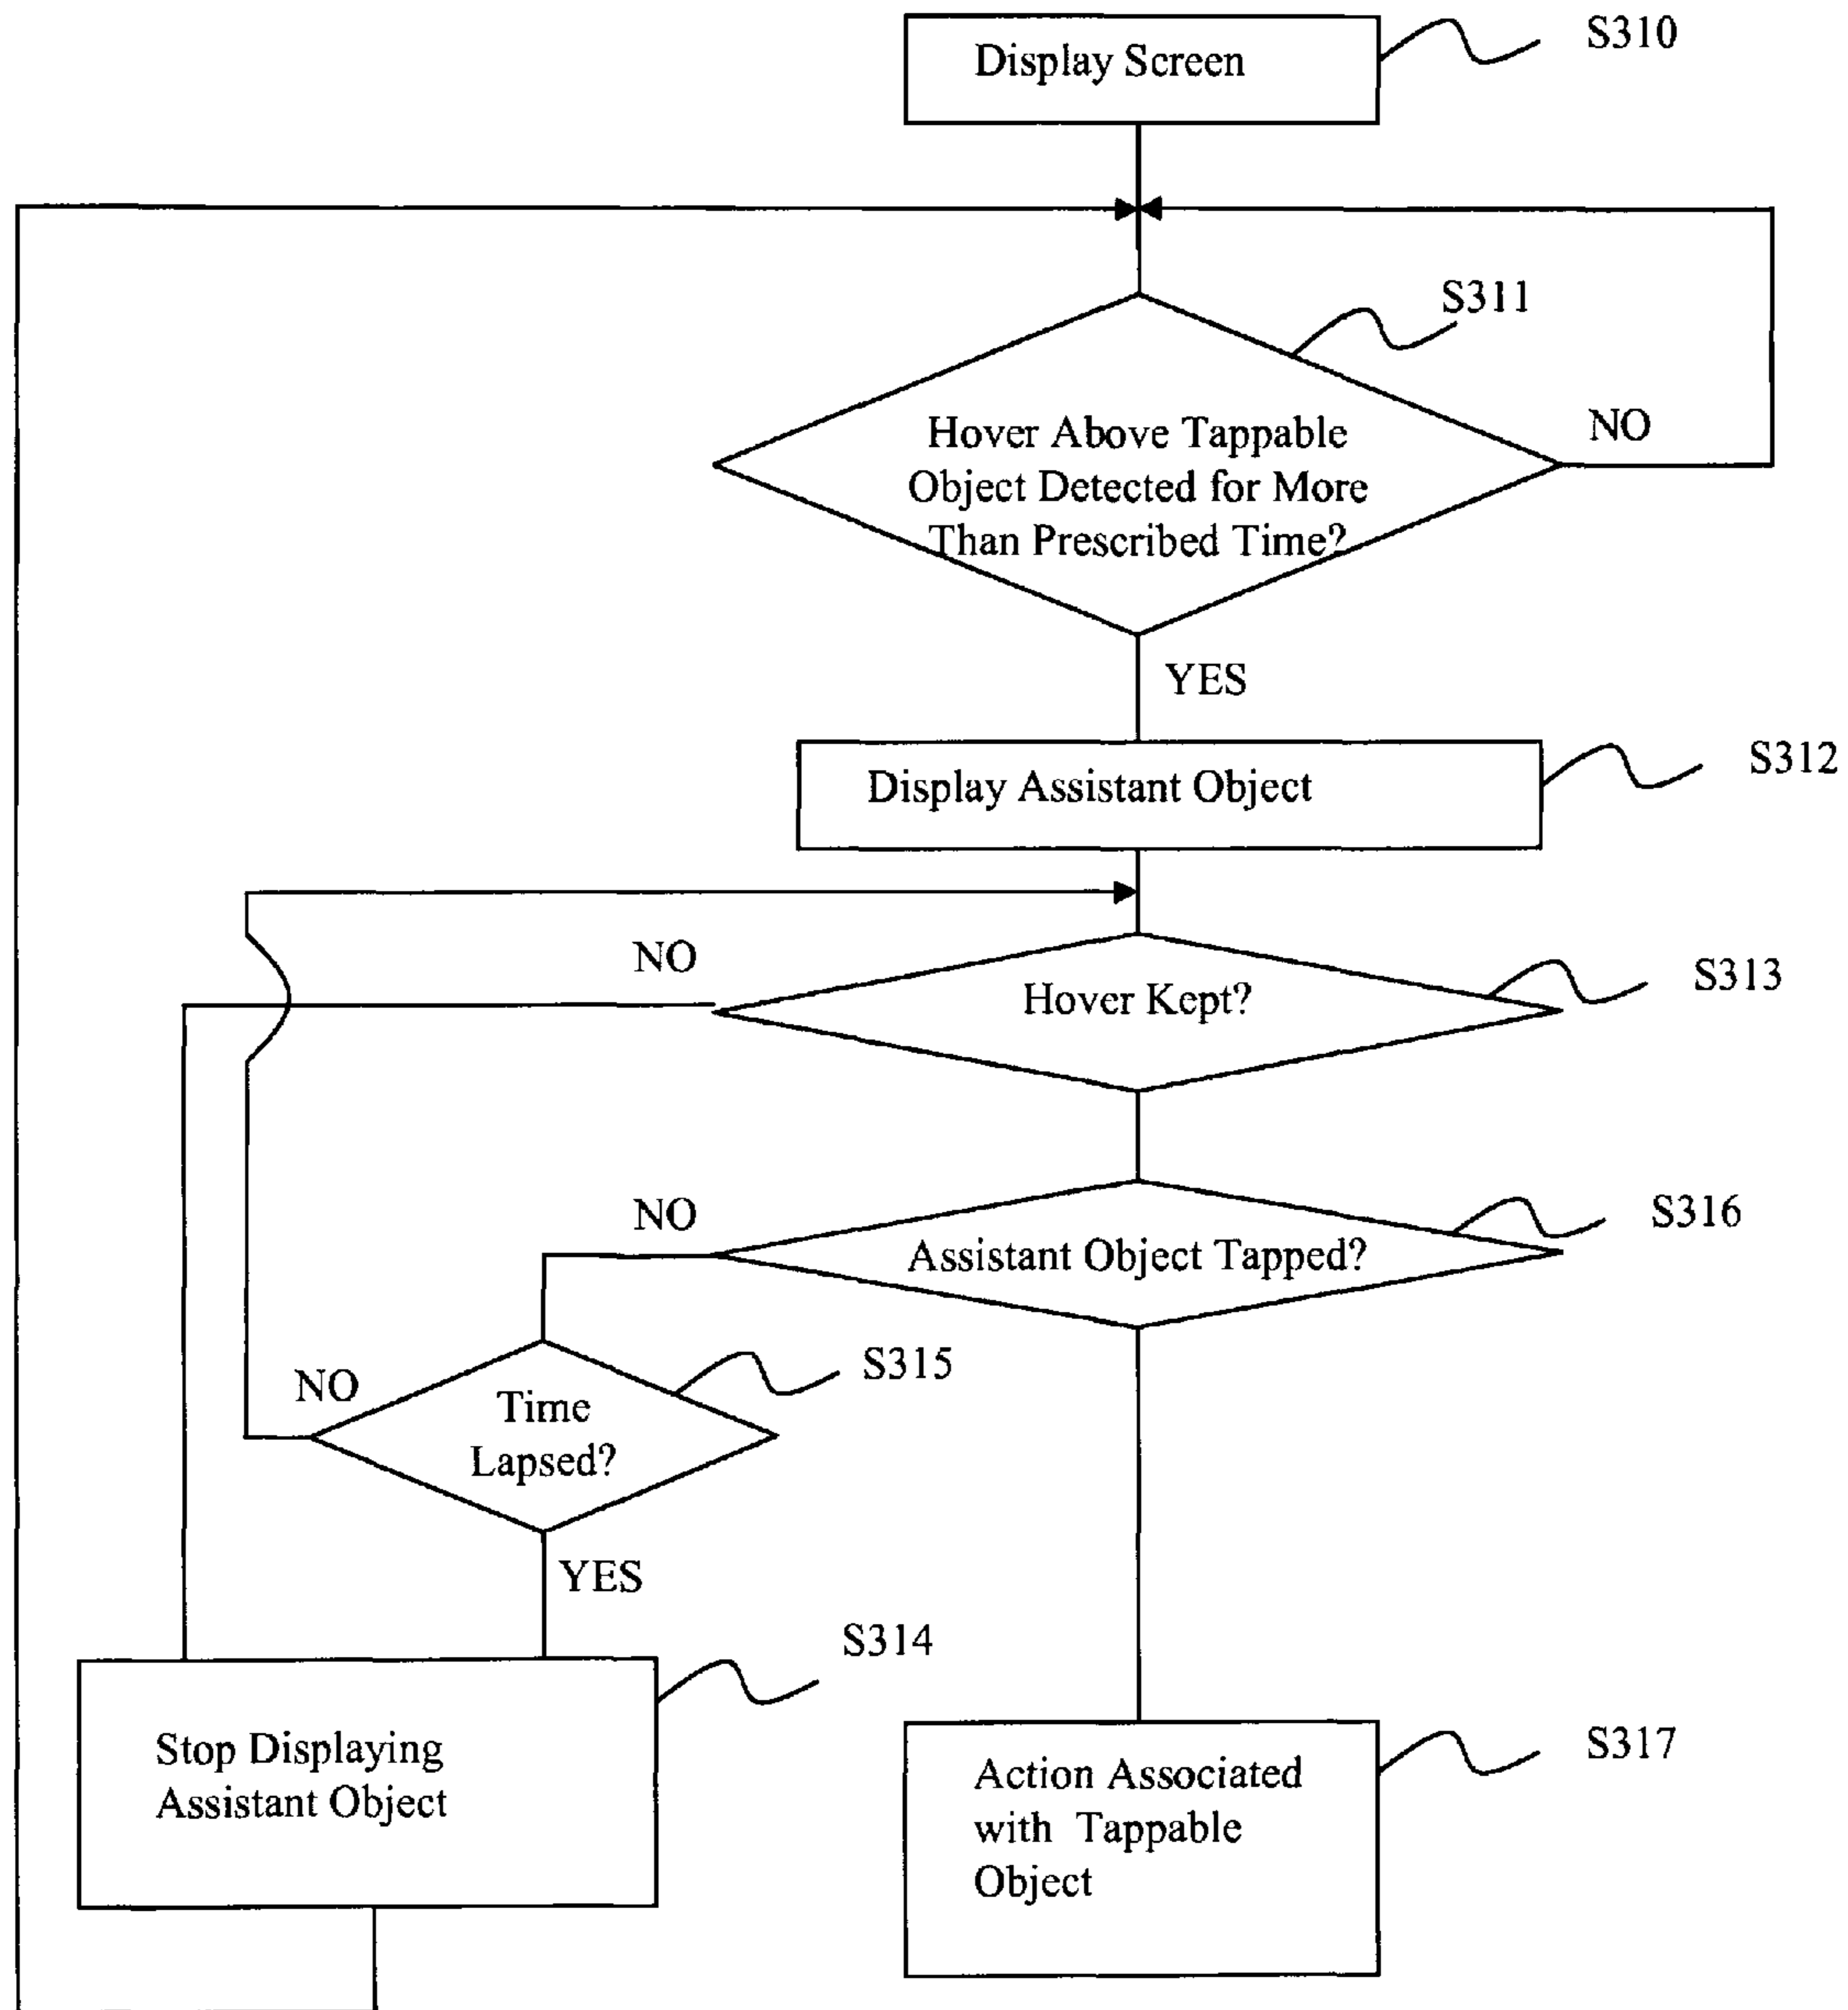 Display Screen
S310
S311
Hover Above Tappable
Object Detected for More
Than Prescribed Time?
NO
YES
Display Assistant Object
S312
NO
Hover Kept?
S313
NO
Assistant Object Tapped?
S316
NO
Time
Lapsed?
S315
YES
S314
Stop Displaying
Assistant Object
Action Associated
with Tappable
Object
S317